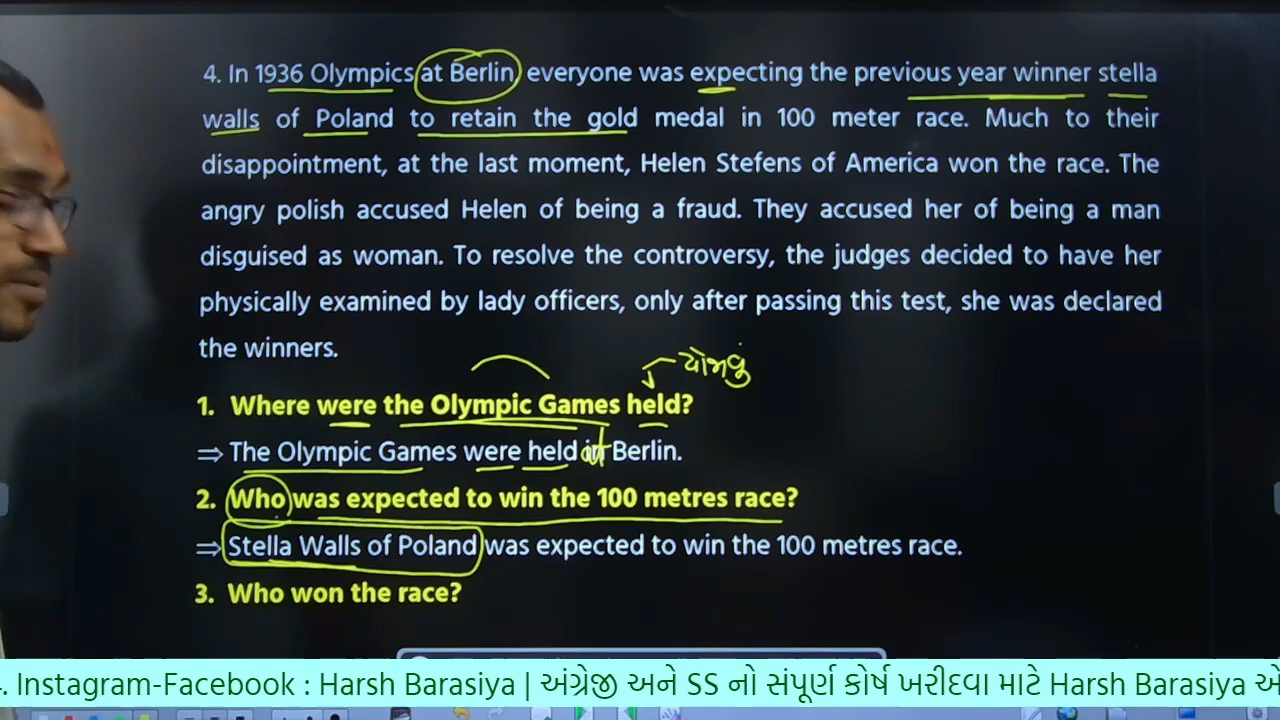 4. In 1936 Olympics at Berlin everyone was expecting the previous year winner stella
walls of Poland to retain the gold medal in 100 meter race. Much to their
disappointment, at the last moment, Helen Stefens of America won the race. The
angry polish accused Helen of being a fraud. They accused her of being a man
disguised as woman. To resolve the controversy, the judges decided to have her
physically examined by lady officers, only after passing this test, she was declared
the winners.
યોજવું
1. Where were the Olympic Games held?
⇒ The Olympic Games were held at Berlin.
2. Who was expected to win the 100 metres race?
⇒ Stella Walls of Poland was expected to win the 100 metres race.
3. Who won the race?
. Instagram-Facebook : Harsh Barasiya | અંગ્રેજી અને SS નો સંપૂર્ણ કોર્ષ ખરીદવા માટે Harsh Barasiya એ